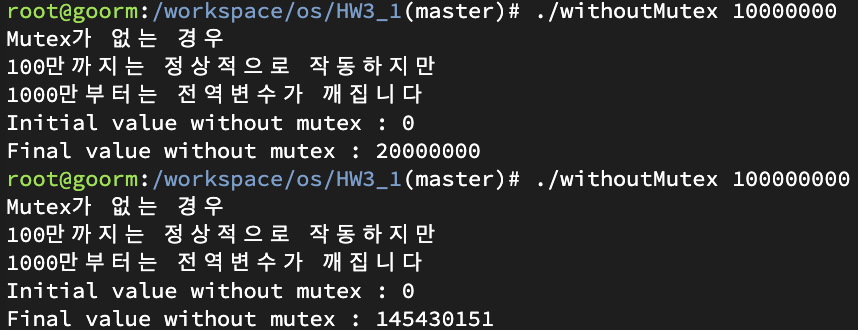 root@goorm:/workspace/os/HW3_1(master)# ./withoutMutex 10000000
Mutex가 없는 경우
100만까지는 정상적으로 작동하지만
1000만부터는 전역변수가 깨집니다
Initial value without mutex : 0
Final value without mutex : 20000000
root@goorm:/workspace/os/HW3_1(master)# ./withoutMutex 100000000
Mutex가 없는 경우
100만까지는 정상적으로 작동하지만
1000만부터는 전역변수가 깨집니다
Initial value without mutex : 0
Final value without mutex : 145430151